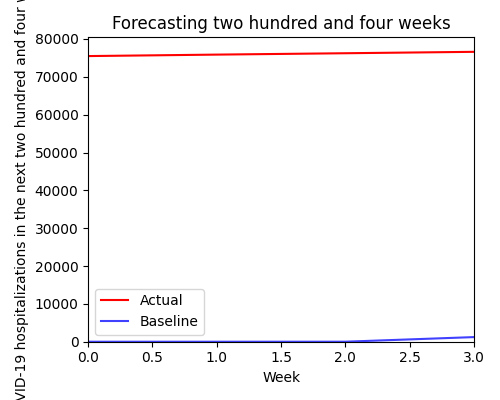 Forecasting two hundred and four weeks
VID-19 hospitalizations in the next two hundred and four
80000
70000
60000
50000
40000
30000
20000
10000
0
Actual
Baseline
0.0 0.5 1.0 1.5 2.0 2.5 3.0
Week